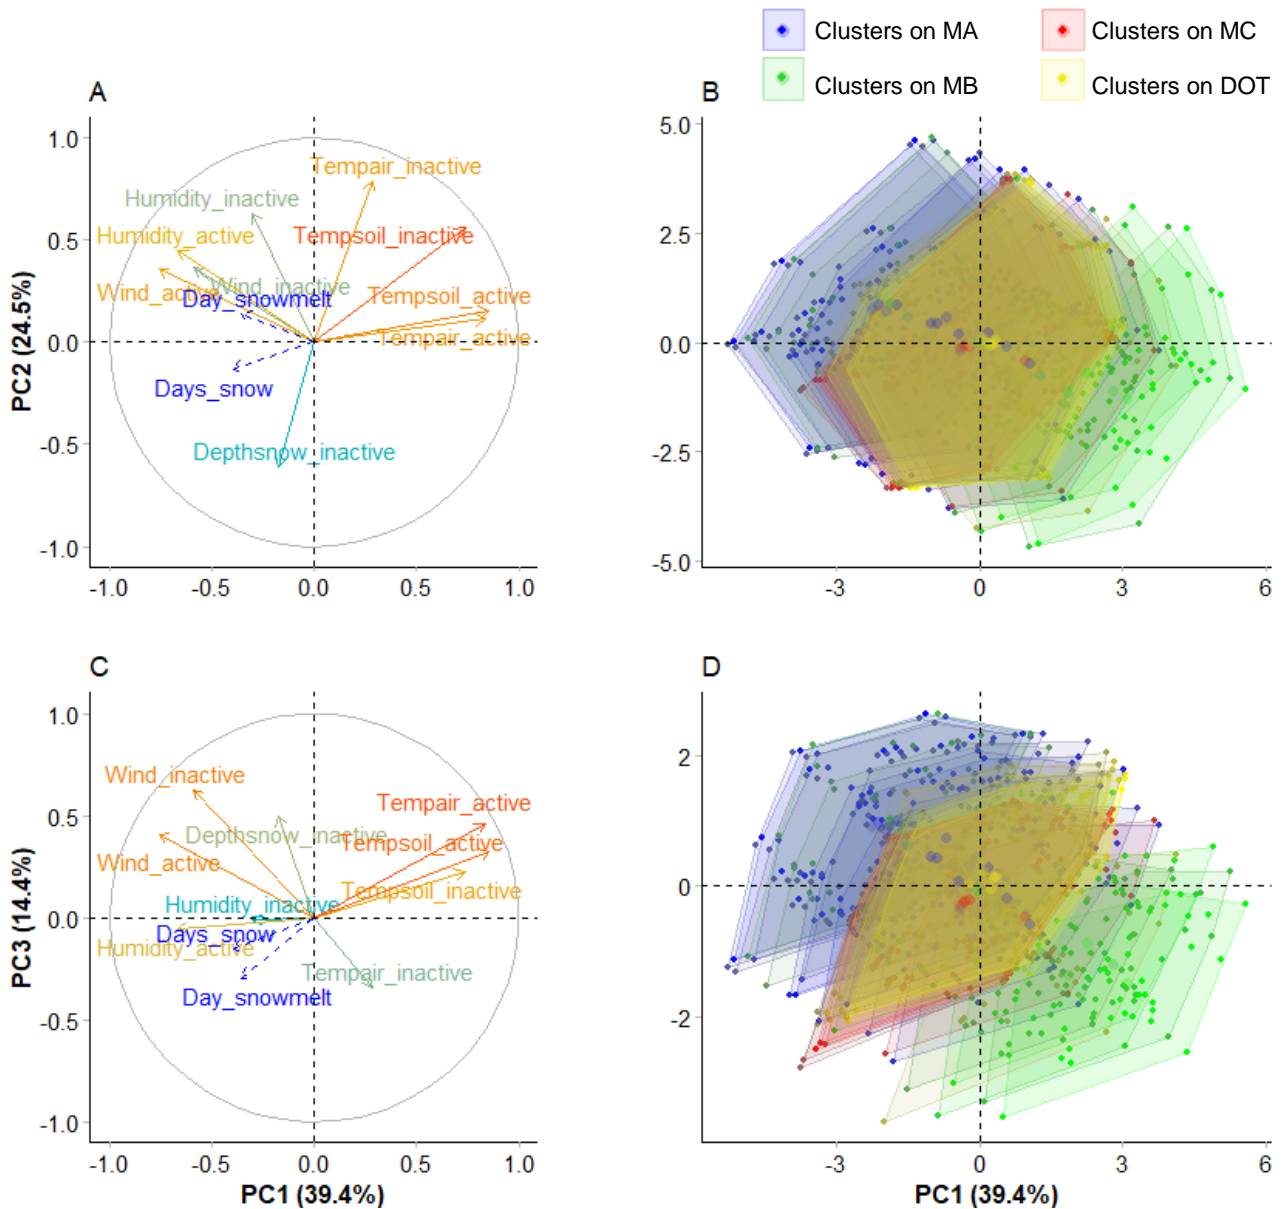 Clusters on MA
Clusters on MC
Clusters on MB
Clusters on DOT
A
B
1.0
0.5
0.0
-0.5
-1.0
PC2 (24.5%)
Tempair_inactive
Humidity_inactive
Humidity_active
Tempsoil_inactive
Wind_inactive
Wind_active
Day_snowmelt
Tempsoil_active
Tempair_active
Days_snow
Depthsnow_inactive
-1.0 -0.5 0.0 0.5 1.0
5.0
2.5
0.0
-2.5
-5.0
-3 0 3 6
C
D
1.0
0.5
0.0
-0.5
-1.0
PC3 (14.4%)
Wind_inactive
Tempair_active
Depthsnow_inactive
Tempsoil_active
Wind_active
Tempsoil_inactive
Humidity_inactive
Days_snow
Humidity_active
Tempair_inactive
Day_snowmelt
-1.0 -0.5 0.0 0.5 1.0
PC1 (39.4%)
2
0
-2
-3 0 3 6
PC1 (39.4%)